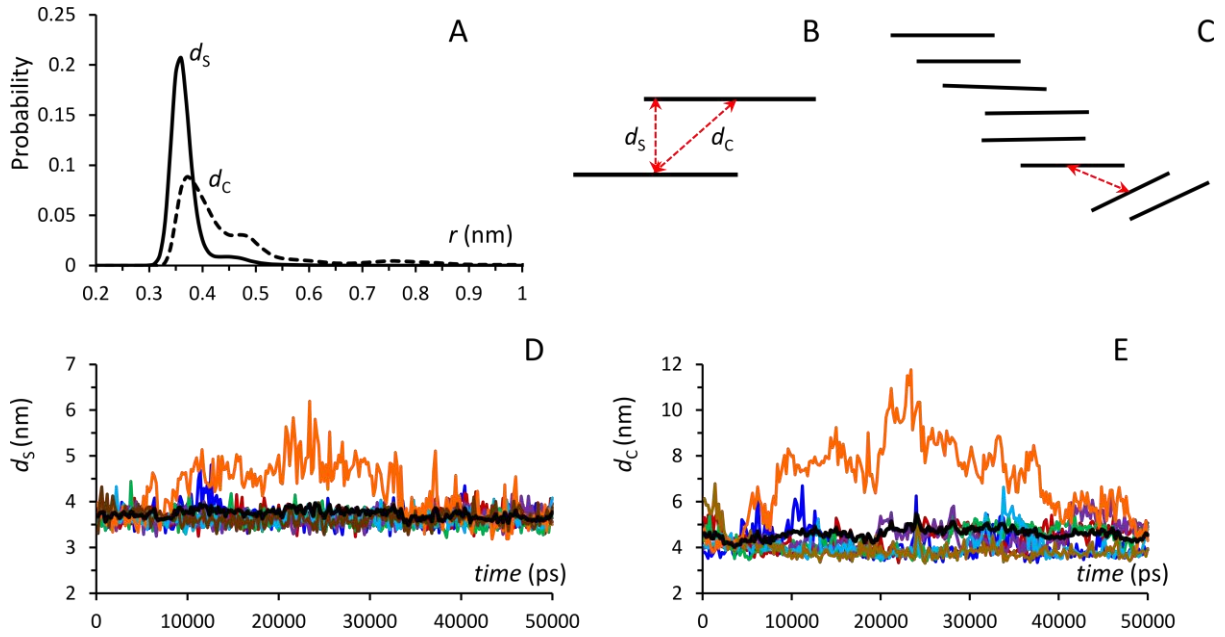 A
0.25
0.2
0.15
0.1
0.05
0
Probability
dS
dC
r (nm)
0.2 0.3 0.4 0.5 0.6 0.7 0.8 0.9 1
B
dS
dC
C
D
7
6
5
4
3
2
dS (nm)
time (ps)
0 10000 20000 30000 40000 50000
E
12
10
8
6
4
2
dC (nm)
time (ps)
0 10000 20000 30000 40000 50000